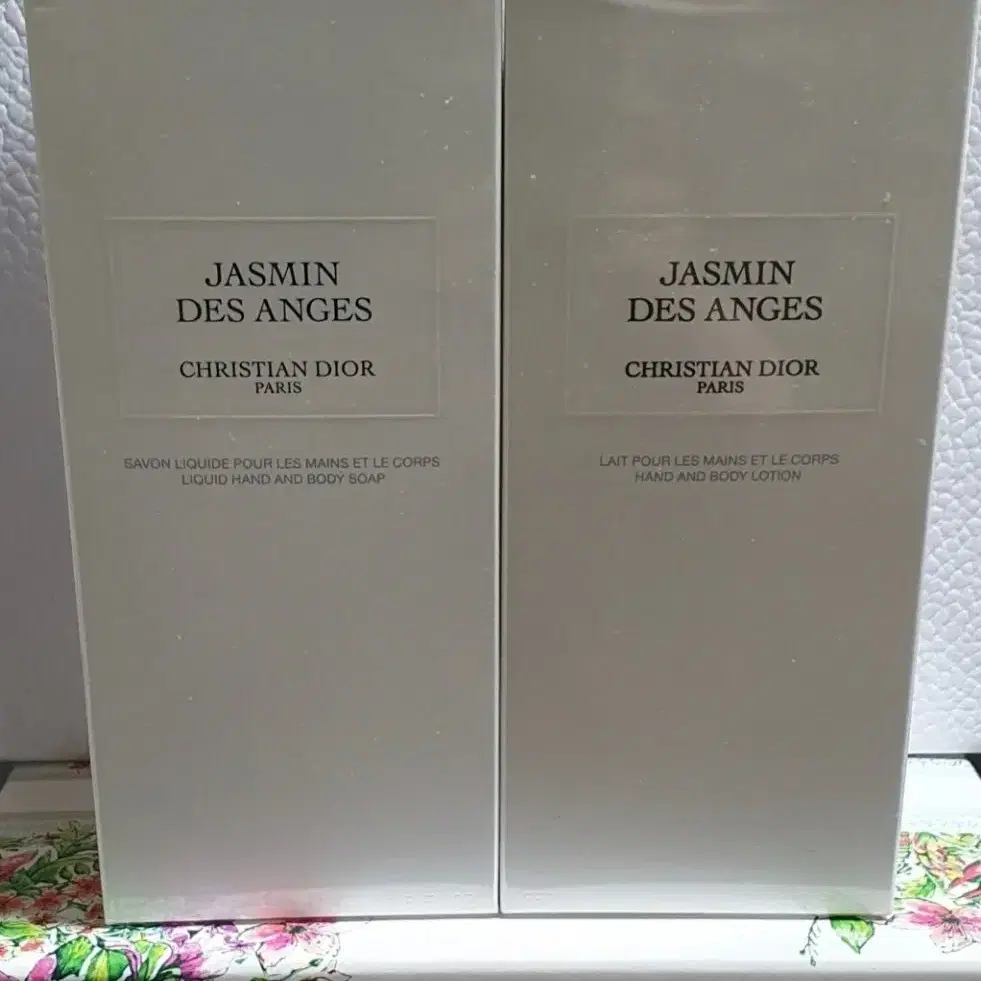 JASMIN
DES ANGES
CHRISTIAN DIOR
PARIS
SAVON LIQUIDE POUR LES MAINS ET LE CORPS
LIQUID HAND AND BODY SOAP
JASMIN
DES ANGES
CHRISTIAN DIOR
PARIS
LAIT POUR LES MAINS ET LE CORPS
HAND AND BODY LOTION